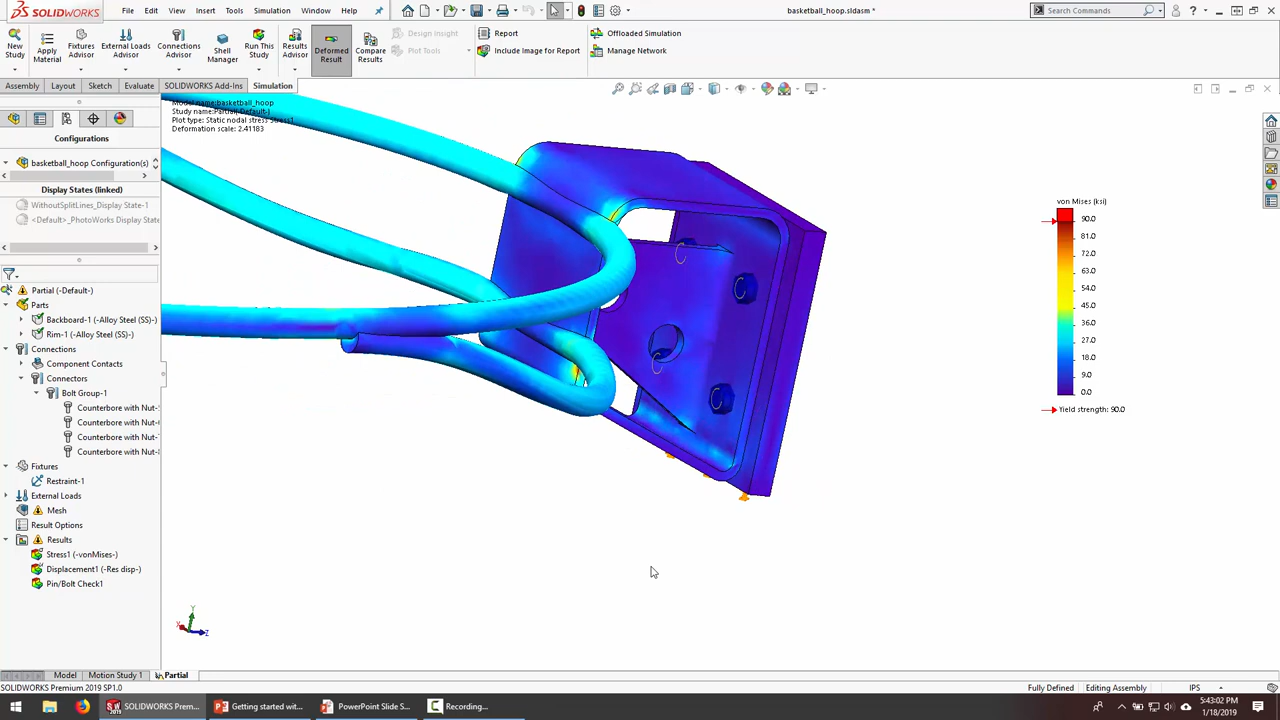 SOLIDWORKS
File Edit View Insert Tools Simulation Window Help
basketball_hoop.sldasm *
Search Commands
New Study
Apply Material
Fixtures Advisor
External Loads Advisor
Connections Advisor
Shell Manager
Run This Study
Results Advisor
Deformed Result
Compare Results
Design Insight
Plot Tools
Report
Include Image for Report
Offloaded Simulation
Manage Network
Assembly Layout Sketch Evaluate SOLIDWORKS Add-Ins Simulation
Model name:basketball_hoop
Study name:Partial(-Default-)
Plot type: Static nodal stress Stress1
Deformation scale: 2.41183
Configurations
basketball_hoop Configuration(s)
Display States (linked)
WithoutSplitLines_Display State-1
<Default>_PhotoWorks Display State
Partial (-Default-)
Parts
Backboard-1 (-Alloy Steel (SS)-)
Rim-1 (-Alloy Steel (SS)-)
Connections
Component Contacts
Connectors
Bolt Group-1
Counterbore with Nut-
Counterbore with Nut-
Counterbore with Nut-
Counterbore with Nut-
Fixtures
Restraint-1
External Loads
Mesh
Result Options
Results
Stress1 (-vonMises-)
Displacement1 (-Res disp-)
Pin/Bolt Check1
von Mises (ksi)
90.0
81.0
72.0
63.0
54.0
45.0
36.0
27.0
18.0
9.0
0.0
Yield strength: 90.0
Y
X
Z
Model Motion Study 1 Partial
SOLIDWORKS Premium 2019 SP1.0
Fully Defined Editing Assembly IPS
SOLIDWORKS Prem...
Getting started wit...
PowerPoint Slide S...
Recording...
5:43:02 PM
1/18/2019